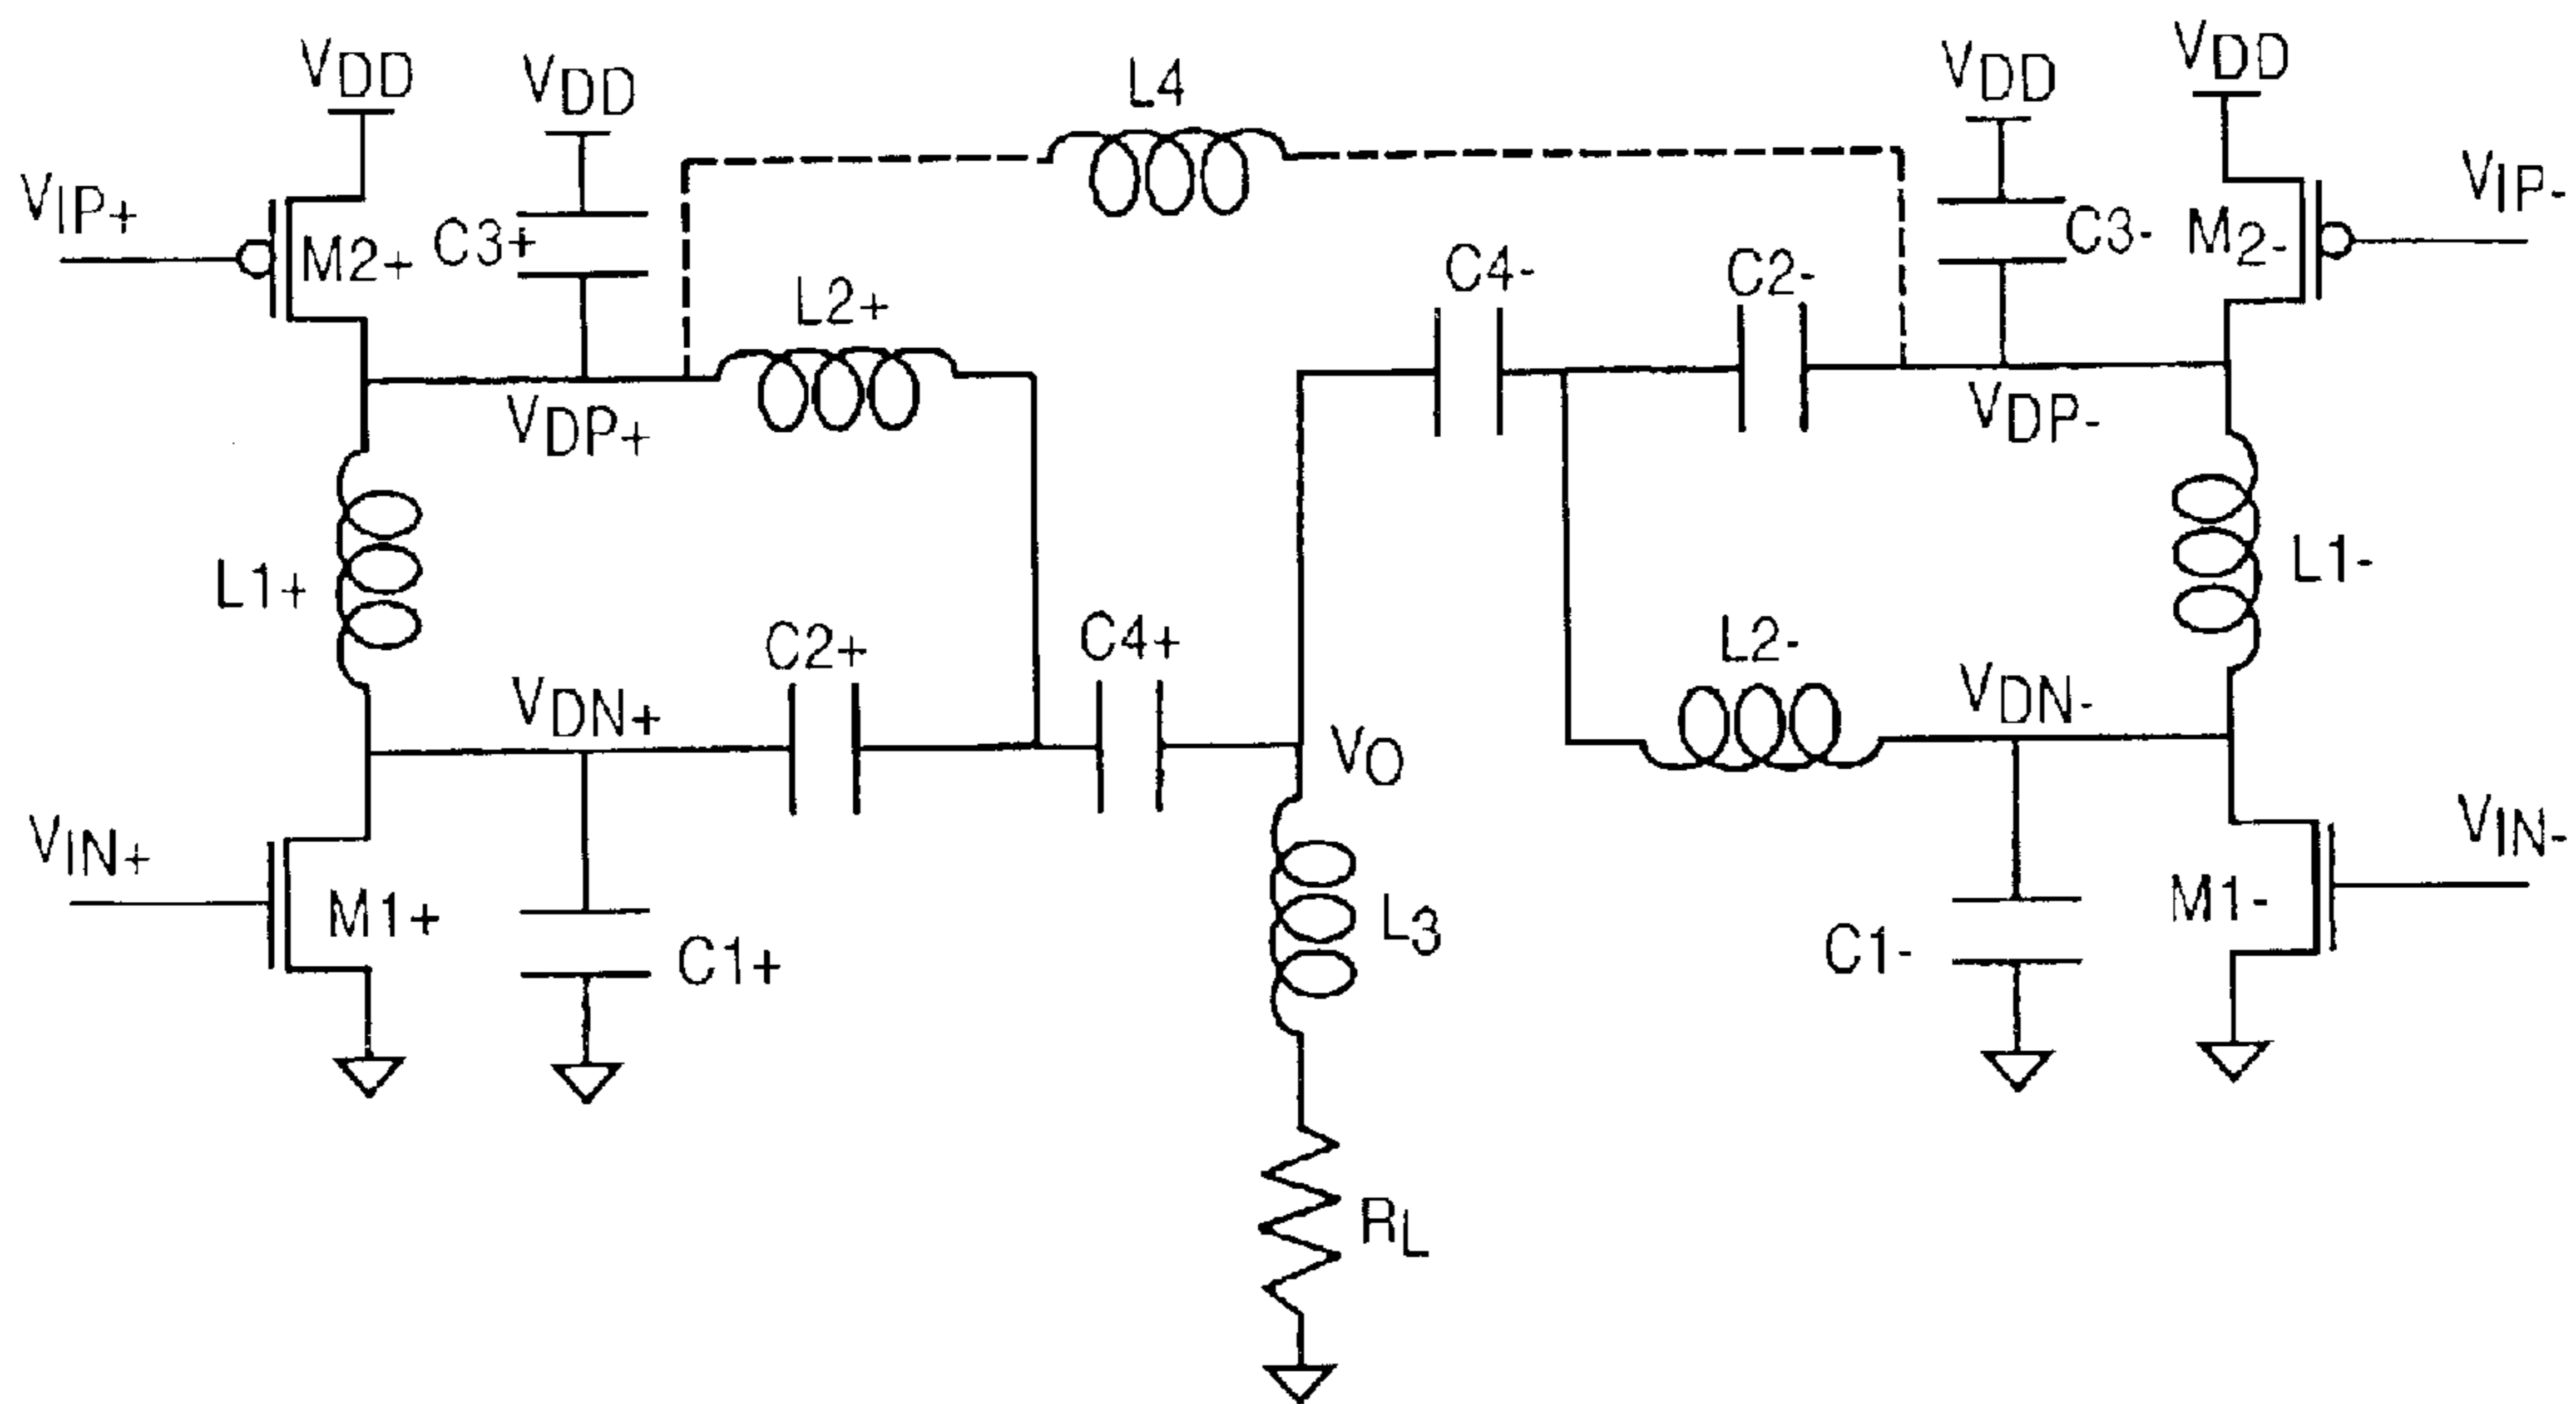 VDD
VDD
L4
VDD
VDD
VIP+
M2+
C3+
L2+
C4-
C2-
C3-
M2-
VIP-
VDP+
VDP-
L1+
L1-
VDN+
C2+
C4+
VO
L2-
VDN-
VIN+
M1+
C1+
L3
C1-
M1-
VIN-
RL